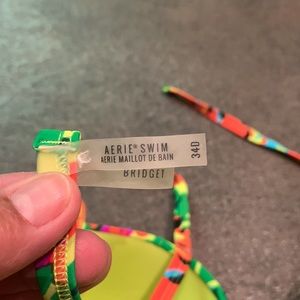 AERIE® SWIM
AERIE MAILLOT DE BAIN
34D
BRIDGET